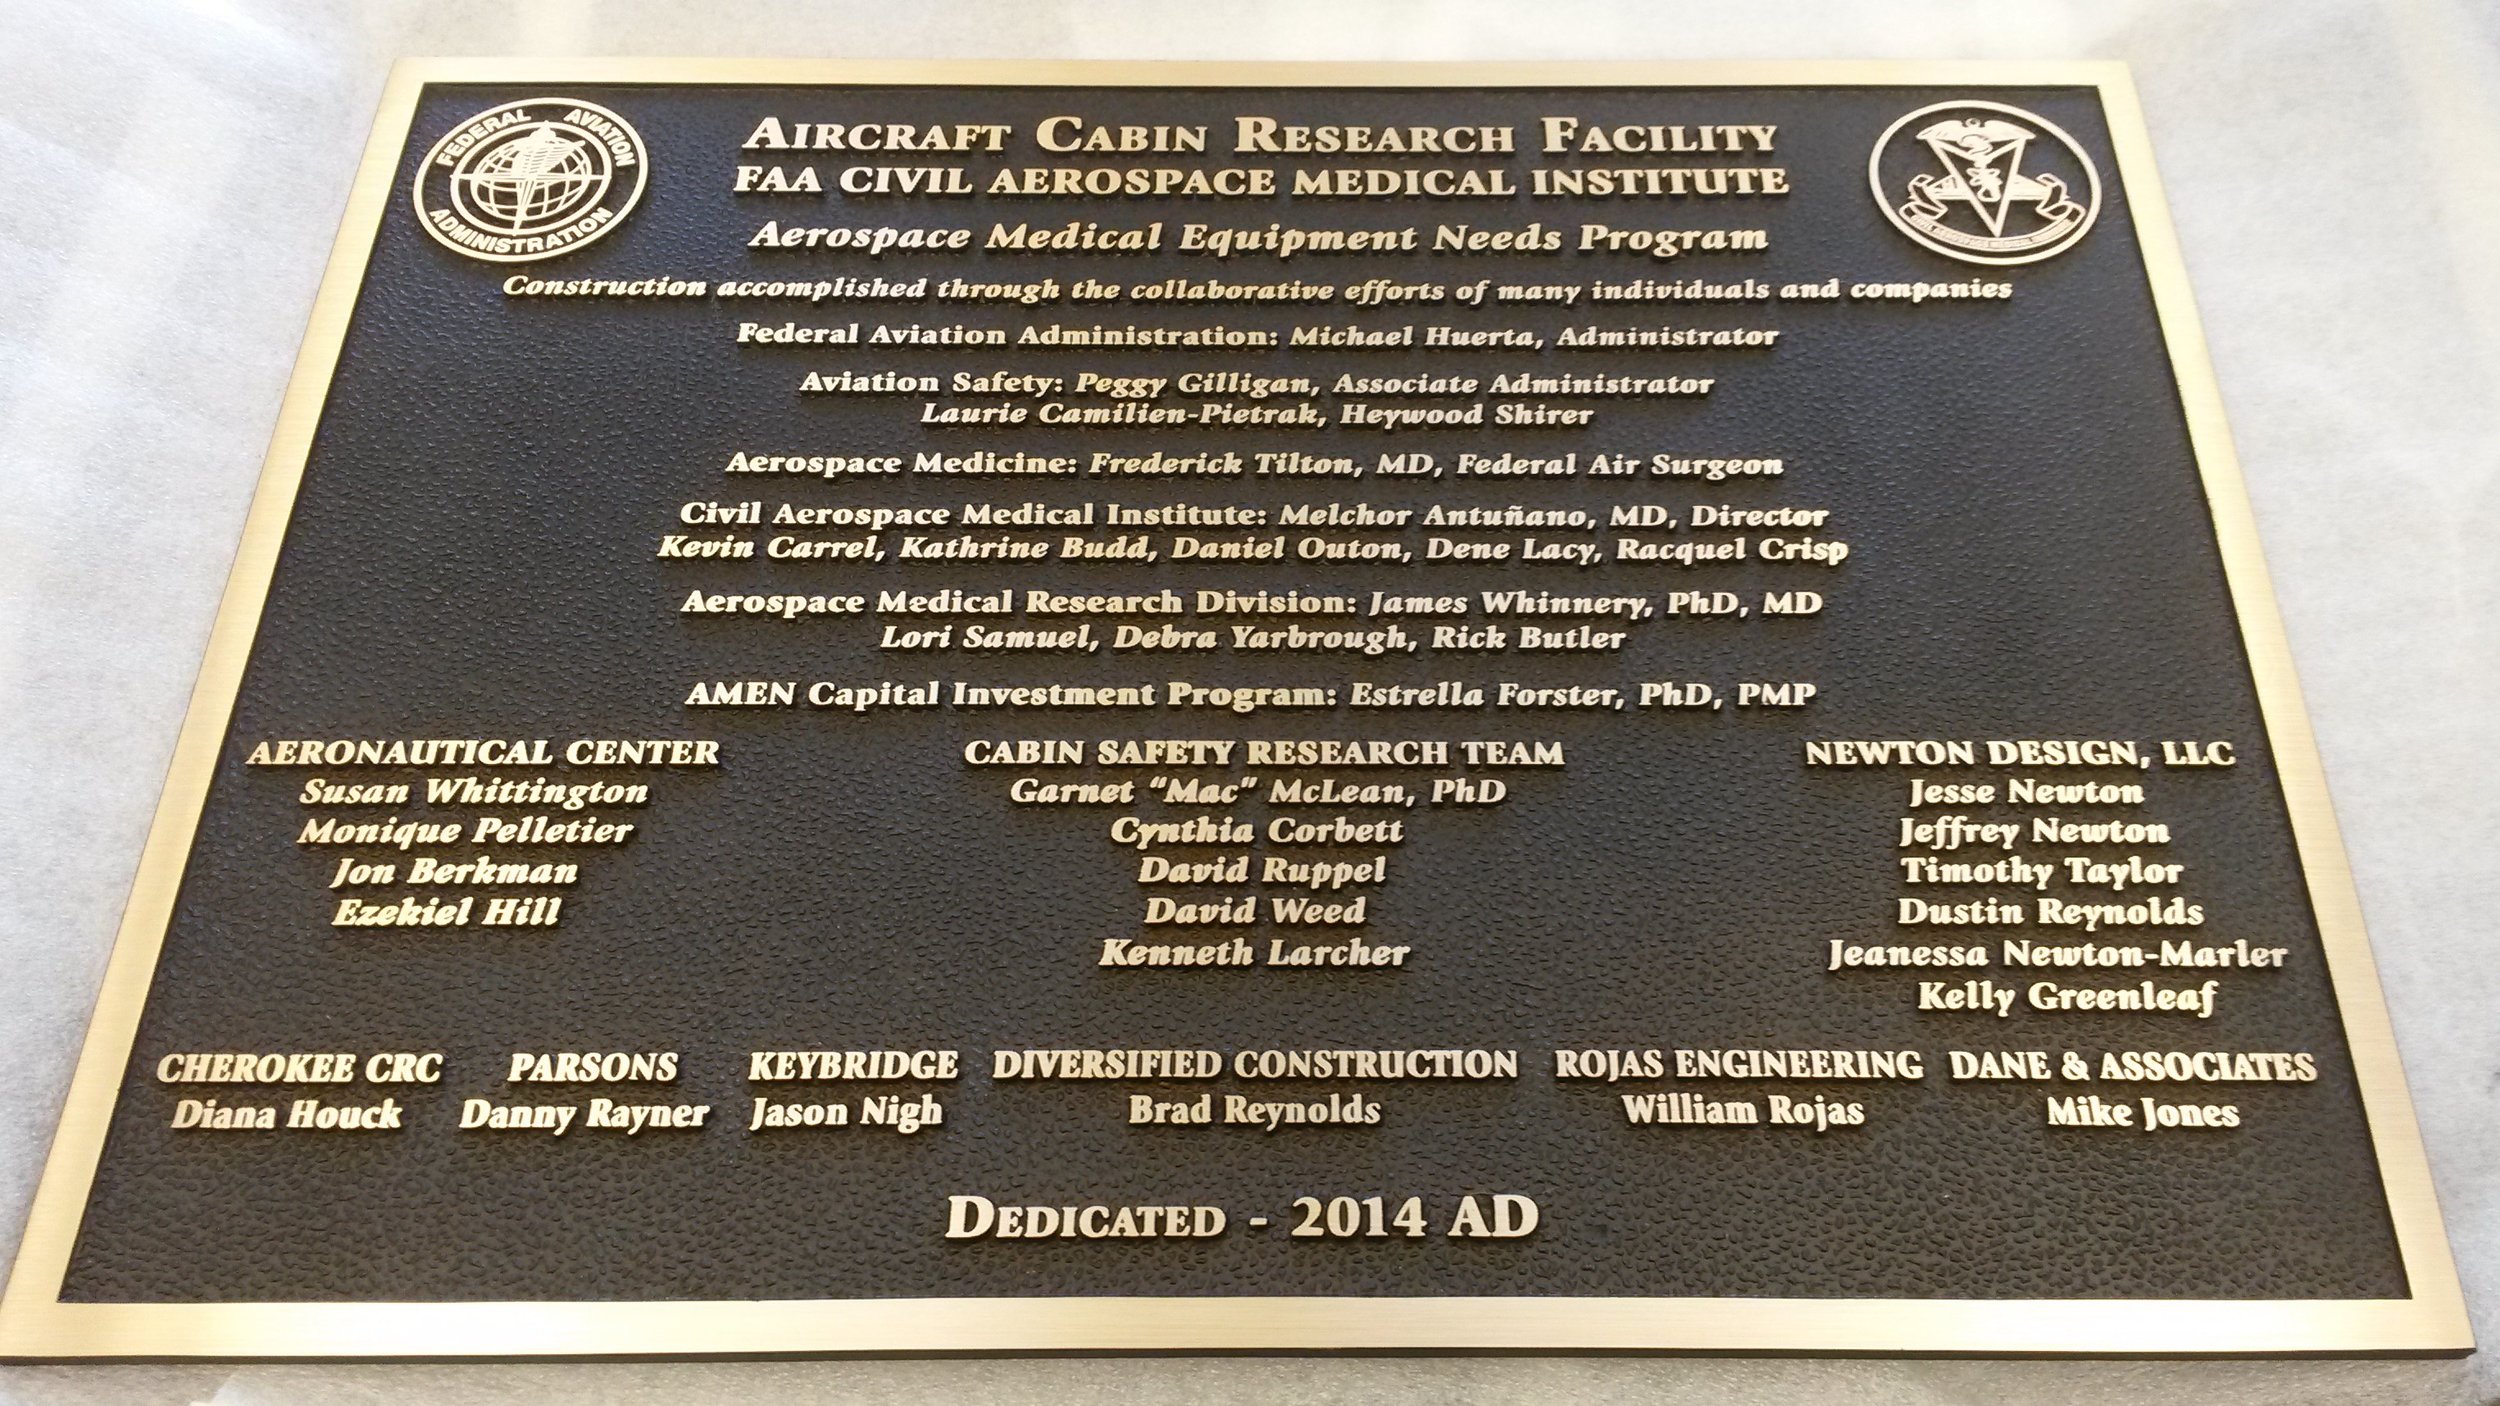 FEDERAL AVIATION
ADMINISTRATION
AIRCRAFT CABIN RESEARCH FACILITY
FAA CIVIL AEROSPACE MEDICAL INSTITUTE
Aerospace Medical Equipment Needs Program
Construction accomplished through the collaborative efforts of many individuals and companies
Federal Aviation Administration: Michael Huerta, Administrator
Aviation Safety: Peggy Gilligan, Associate Administrator
Laurie Camilien-Pietrak, Heywood Shirer
Aerospace Medicine: Frederick Tilton, MD, Federal Air Surgeon
Civil Aerospace Medical Institute: Melchor Antuñano, MD, Director
Kevin Carrel, Kathrine Budd, Daniel Outon, Dene Lacy, Racquel Crisp
Aerospace Medical Research Division: James Whinnery, PhD, MD
Lori Samuel, Debra Yarbrough, Rick Butler
AMEN Capital Investment Program: Estrella Forster, PhD, PMP
AERONAUTICAL CENTER
Susan Whittington
Monique Pelletier
Jon Berkman
Ezekiel Hill
CABIN SAFETY RESEARCH TEAM
Garnet “Mac” McLean, PhD
Cynthia Corbett
David Ruppel
David Weed
Kenneth Larcher
NEWTON DESIGN, LLC
Jesse Newton
Jeffrey Newton
Timothy Taylor
Dustin Reynolds
Jeanessa Newton-Marler
Kelly Greenleaf
CHEROKEE CRC
Diana Houck
PARSONS
Danny Rayner
KEYBRIDGE
Jason Nigh
DIVERSIFIED CONSTRUCTION
Brad Reynolds
ROJAS ENGINEERING
William Rojas
DANE & ASSOCIATES
Mike Jones
DEDICATED - 2014 AD